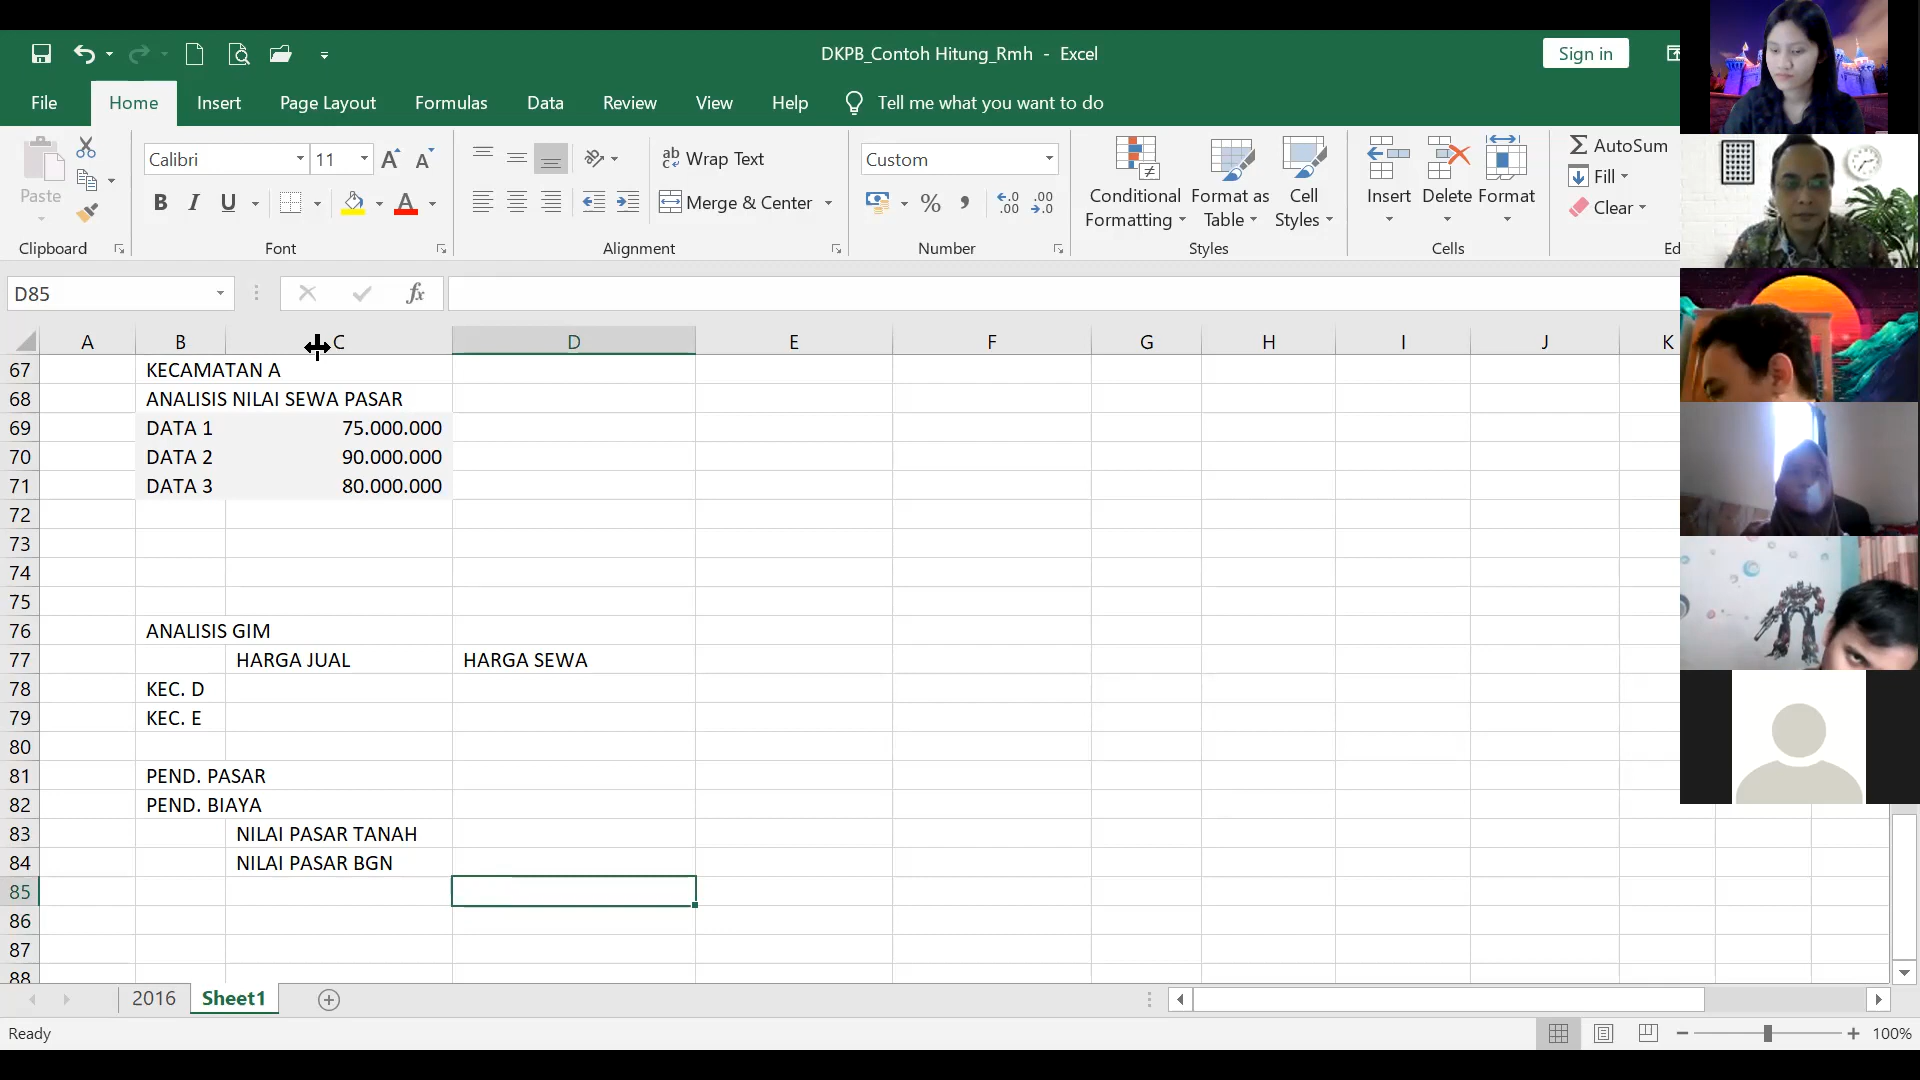 DKPB_Contoh Hitung_Rmh - Excel
Sign in
File Home Insert Page Layout Formulas Data Review View Help Tell me what you want to do
Paste
Clipboard
Calibri 11
B I U
Font
Wrap Text
Merge & Center
Alignment
Custom
Number
Conditional Formatting
Format as Table
Cell Styles
Styles
Insert Delete Format
Cells
AutoSum
Fill
Clear
Ed
D85
fx
A B C D E F G H I J K
67 KECAMATAN A
68 ANALISIS NILAI SEWA PASAR
69 DATA 1 75.000.000
70 DATA 2 90.000.000
71 DATA 3 80.000.000
72
73
74
75
76 ANALISIS GIM
77 HARGA JUAL HARGA SEWA
78 KEC. D
79 KEC. E
80
81 PEND. PASAR
82 PEND. BIAYA
83 NILAI PASAR TANAH
84 NILAI PASAR BGN
85
86
87
88
2016 Sheet1
Ready
100%